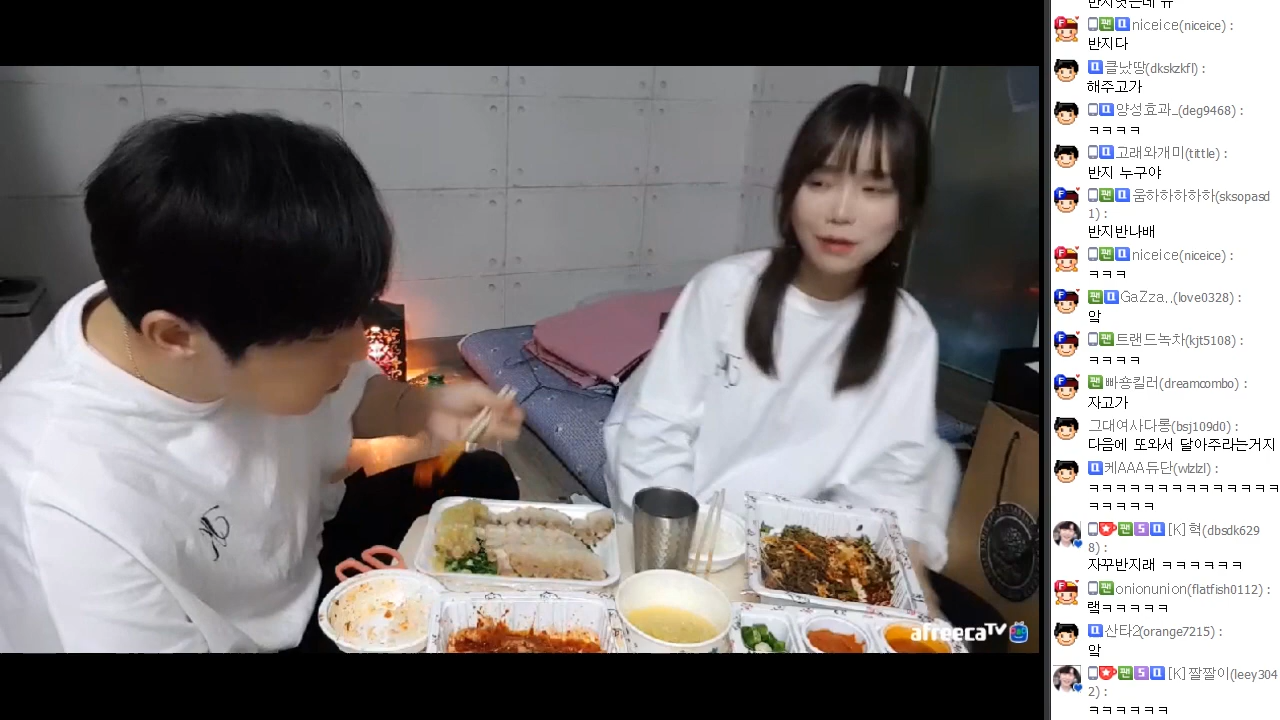 niceice(niceice) :
반지다
클났땅(dkskzkfl) :
해주고가
양성효과_(deg9468) :
ㅋㅋㅋㅋ
고래와개미(tittle) :
반지 누구야
움하하하하하(sksopasd
1) :
반지반나배
niceice(niceice) :
ㅋㅋㅋ
GaZza..(love0328) :
앜
트랜드녹차(kjt5108) :
ㅋㅋㅋㅋ
빠숑킬러(dreamcombo) :
자고가
그대여사다롱(bsj109d0) :
다음에 또와서 달아주라는거지
케AAA듀단(wlzlzl) :
ㅋㅋㅋㅋㅋㅋㅋㅋㅋㅋㅋㅋㅋㅋ
ㅋㅋㅋㅋㅋ
[K]혁(dbsdk629
8) :
자꾸반지래 ㅋㅋㅋㅋㅋㅋ
onionunion(flatfish0112) :
랰ㅋㅋㅋㅋㅋ
산타2(orange7215) :
앜
[K]짤짤이(leey304
2) :
ㅋㅋㅋㅋㅋㅋ
afreecaTV